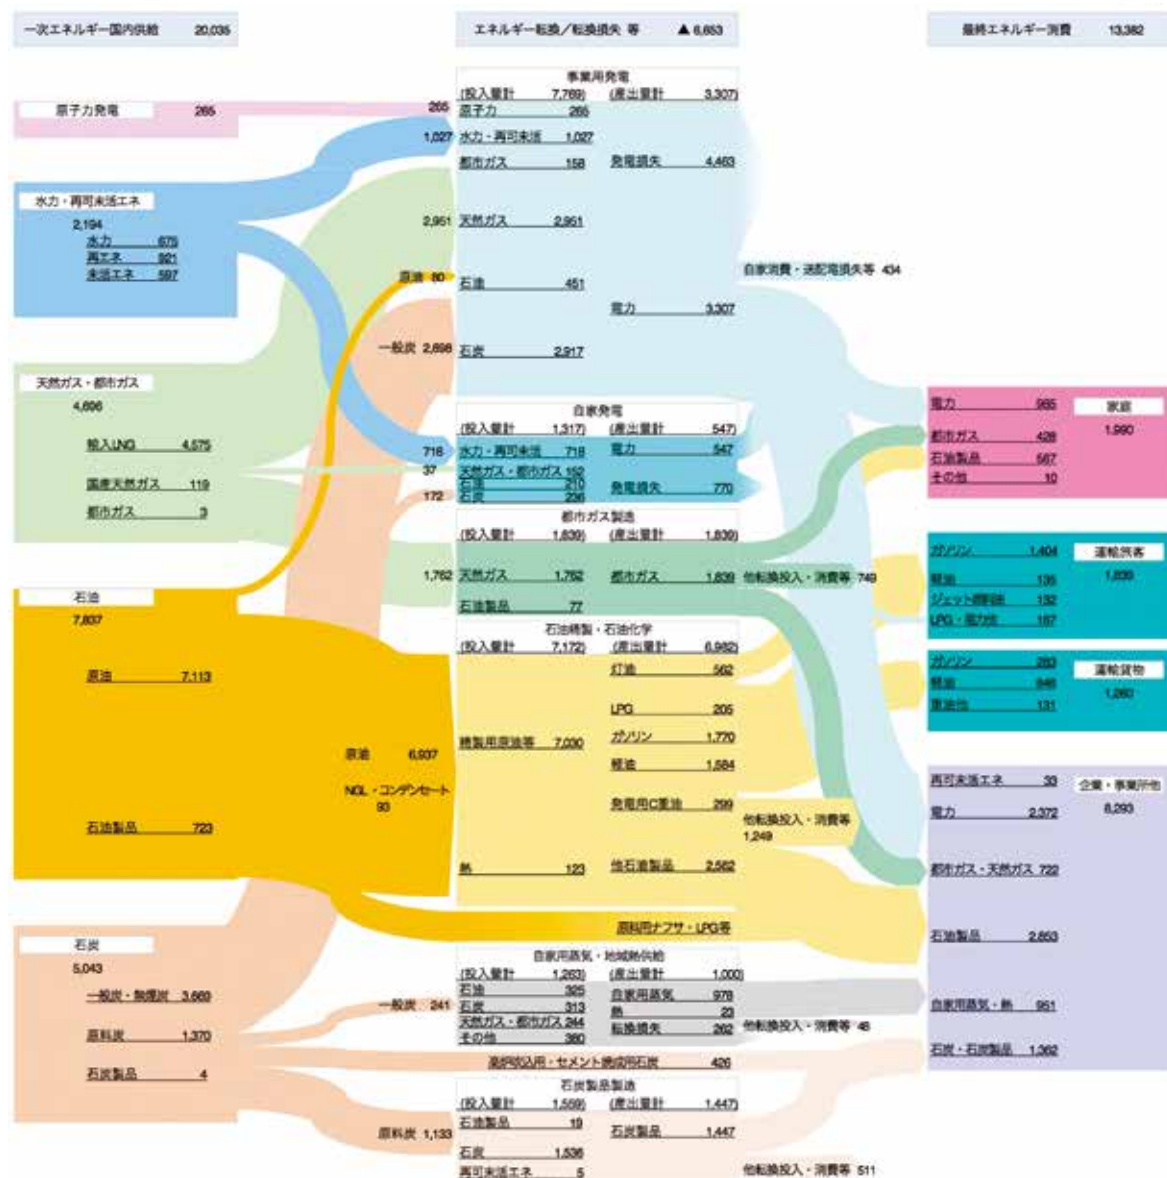 一次エネルギー国内供給 20,035
エネルギー転換/転換損失 等 ▲ 6,653
最終エネルギー消費 13,382
原子力発電 265
水力・再可未活エネ
2,194
水力 675
再エネ 921
未活エネ 597
天然ガス・都市ガス
4,696
輸入LNG 4,575
国産天然ガス 119
都市ガス 3
石油
7,837
原油 7,113
石油製品 723
石炭
5,043
一般炭・無煙炭 3,669
原料炭 1,370
石炭製品 4
265
1,027
2,951
原油 80
一般炭 2,698
716
37
172
1,762
原油 6,937
NGL・コンデンセート
93
一般炭 241
原料炭 1,133
事業用発電
(投入量計 7,769) (産出量計 3,307)
原子力 265
水力・再可未活 1,027
都市ガス 158 発電損失 4,463
天然ガス 2,951
石油 451
電力 3,307
石炭 2,917
自家発電
(投入量計 1,317) (産出量計 547)
水力・再可未活 718 電力 547
天然ガス・都市ガス 152
石油 210 発電損失 770
石炭 236
都市ガス製造
(投入量計 1,839) (産出量計 1,839)
天然ガス 1,762 都市ガス 1,839
石油製品 77
石油精製・石油化学
(投入量計 7,172) (産出量計 6,982)
灯油 562
LPG 205
精製用原油等 7,030 ガソリン 1,770
軽油 1,584
発電用C重油 299
熱 123 他石油製品 2,562
原料用ナフサ・LPG等
自家用蒸気・地域熱供給
(投入量計 1,263) (産出量計 1,000)
石油 325 自家用蒸気 978
石炭 313 熱 23
天然ガス・都市ガス 244 転換損失 262
その他 380
高炉吹込用・セメント焼成用石炭 426
石炭製品製造
(投入量計 1,559) (産出量計 1,447)
石油製品 19 石炭製品 1,447
石炭 1,536
再可未活エネ 5
自家消費・送配電損失等 434
他転換投入・消費等 749
他転換投入・消費等
1,249
他転換投入・消費等 48
他転換投入・消費等 511
電力 985 家庭
都市ガス 428 1,990
石油製品 567
その他 10
ガソリン 1,404 運輸旅客
軽油 135 1,839
ジェット燃料油 132
LPG・電力他 167
ガソリン 283 運輸貨物
軽油 846 1,260
重油他 131
再可未活エネ 33 企業・事業所他
電力 2,372 8,293
都市ガス・天然ガス 722
石油製品 2,853
自家用蒸気・熱 951
石炭・石炭製品 1,362